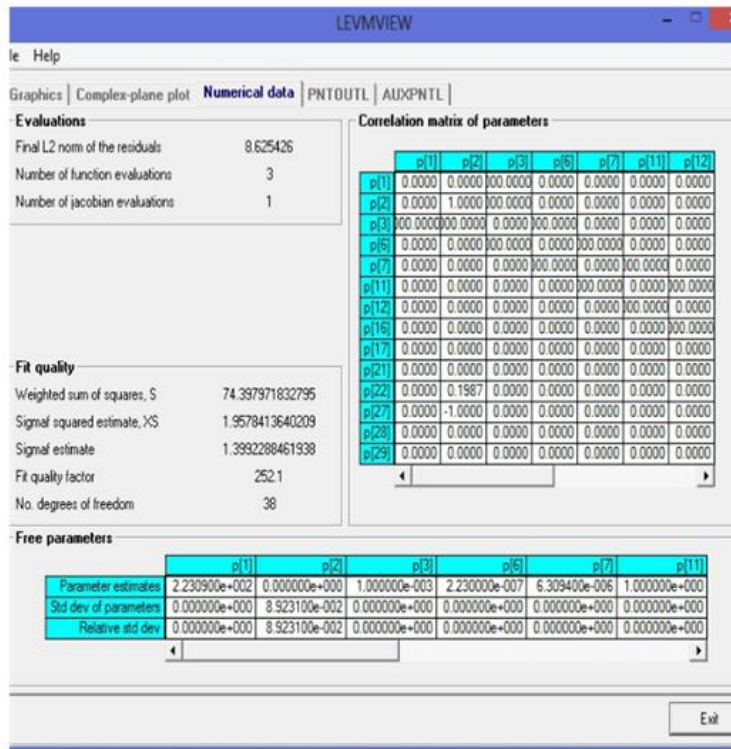 LEVMVIEW
le Help
Graphics Complex-plane plot Numerical data PNTOUTL AUXPNTL
Evaluations
Final L2 norm of the residuals 8.625426
Number of function evaluations 3
Number of jacobian evaluations 1
Fit quality
Weighted sum of squares, S 74.397971832795
Sigmaf squared estimate, XS 1.9578413640209
Sigmaf estimate 1.3992288461938
Fit quality factor 252.1
No. degrees of freedom 38
Correlation matrix of parameters
p[1] p[2] p[3] p[6] p[7] p[11] p[12]
p[1] 0.0000 0.0000 )00.0000 0.0000 0.0000 0.0000 0.0000
p[2] 0.0000 1.0000 )00.0000 0.0000 0.0000 0.0000 0.0000
p[3] )00.0000 )00.0000 0.0000 )00.0000 0.0000 0.0000 0.0000
p[6] 0.0000 0.0000 )00.0000 0.0000 )00.0000 0.0000 0.0000
p[7] 0.0000 0.0000 0.0000 )00.0000 0.0000 )00.0000 0.0000
p[11] 0.0000 0.0000 0.0000 0.0000 )00.0000 0.0000 )00.0000
p[12] 0.0000 0.0000 0.0000 0.0000 0.0000 )00.0000 0.0000
p[16] 0.0000 0.0000 0.0000 0.0000 0.0000 0.0000 )00.0000
p[17] 0.0000 0.0000 0.0000 0.0000 0.0000 0.0000 0.0000
p[21] 0.0000 0.0000 0.0000 0.0000 0.0000 0.0000 0.0000
p[22] 0.0000 0.1987 0.0000 0.0000 0.0000 0.0000 0.0000
p[27] 0.0000 -1.0000 0.0000 0.0000 0.0000 0.0000 0.0000
p[28] 0.0000 0.0000 0.0000 0.0000 0.0000 0.0000 0.0000
p[29] 0.0000 0.0000 0.0000 0.0000 0.0000 0.0000 0.0000
Free parameters
p[1] p[2] p[3] p[6] p[7] p[11]
Parameter estimates 2.230900e+002 0.000000e+000 1.000000e-003 2.230000e-007 6.309400e-006 1.000000e+000
Std dev of parameters 0.000000e+000 8.923100e-002 0.000000e+000 0.000000e+000 0.000000e+000 0.000000e+000
Relative std dev 0.000000e+000 8.923100e-002 0.000000e+000 0.000000e+000 0.000000e+000 0.000000e+000
Exit